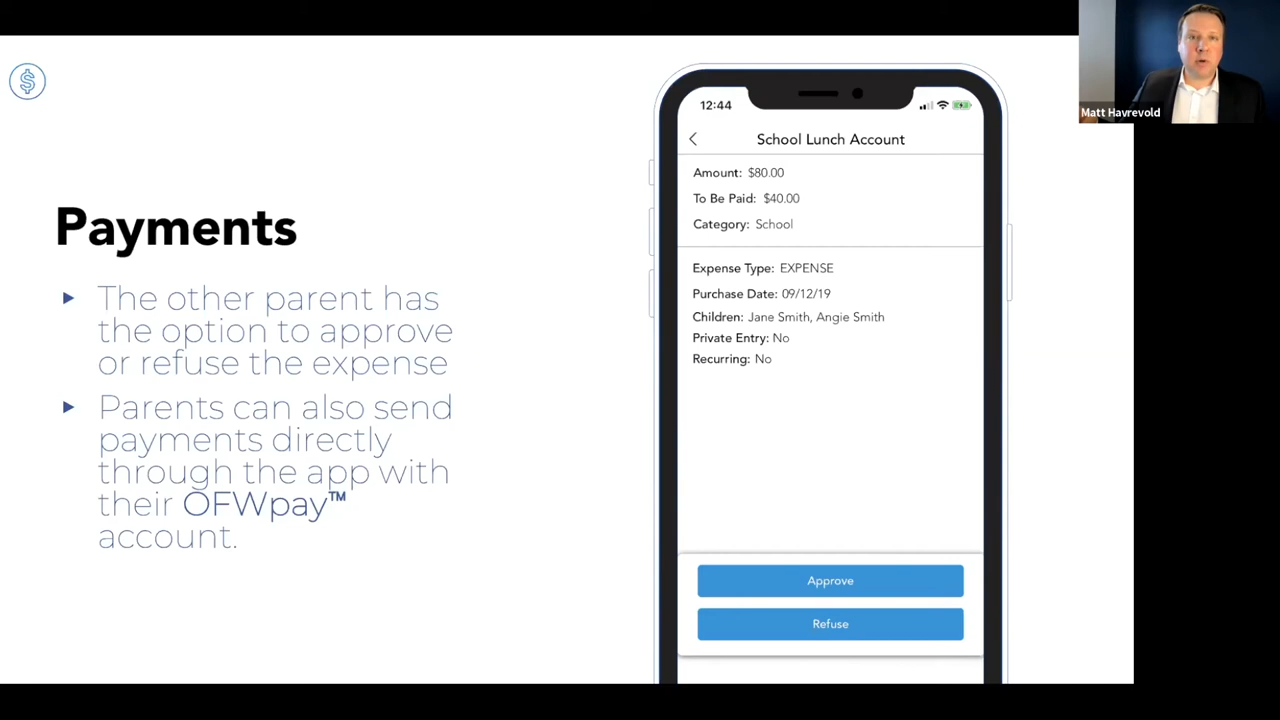 Payments
The other parent has
the option to approve
or refuse the expense
Parents can also send
payments directly
through the app with
their OFWpay™
account.
12:44
School Lunch Account
Amount: $80.00
To Be Paid: $40.00
Category: School
Expense Type: EXPENSE
Purchase Date: 09/12/19
Children: Jane Smith, Angie Smith
Private Entry: No
Recurring: No
Approve
Refuse
Matt Havrevold